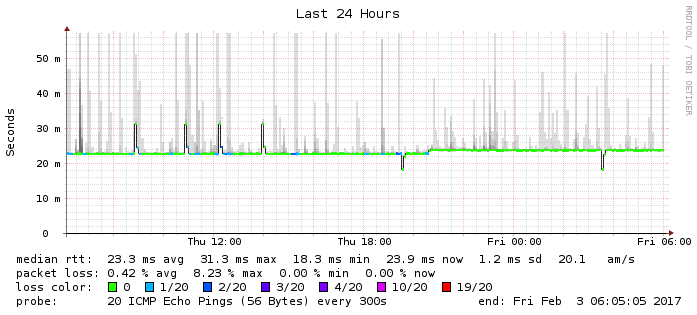 Last 24 Hours
RRDTOOL / TOBI OETIKER
Seconds
50 m
40 m
30 m
20 m
10 m
0
Thu 12:00 Thu 18:00 Fri 00:00 Fri 06:00
median rtt: 23.3 ms avg 31.3 ms max 18.3 ms min 23.9 ms now 1.2 ms sd 20.1 am/s
packet loss: 0.42 % avg 8.23 % max 0.00 % min 0.00 % now
loss color: 0 1/20 2/20 3/20 4/20 10/20 19/20
probe: 20 ICMP Echo Pings (56 Bytes) every 300s end: Fri Feb 3 06:05:05 2017